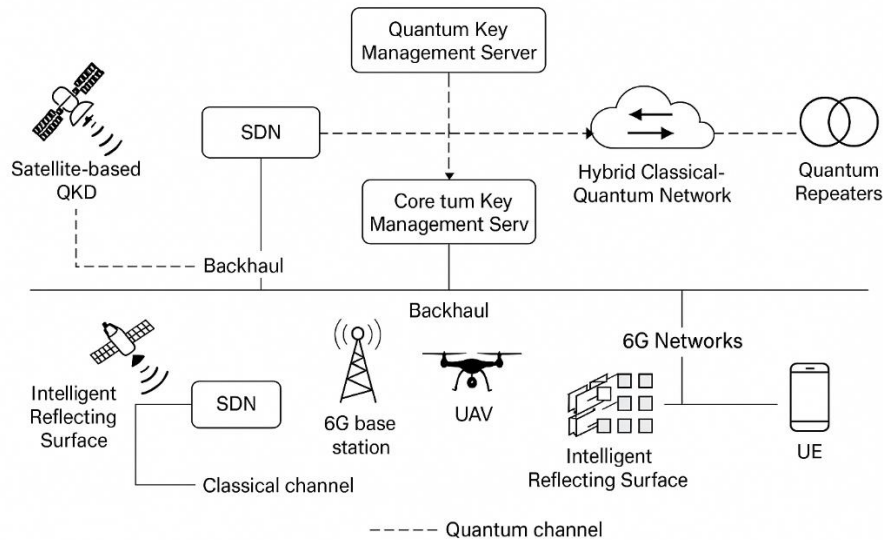 Quantum Key
Management Server
SDN
Satellite-based
QKD
Hybrid Classical-
Quantum Network
Quantum
Repeaters
Core tum Key
Management Serv
Backhaul
Backhaul
6G Networks
Intelligent
Reflecting
Surface
SDN
6G base
station
UAV
Intelligent
Reflecting Surface
UE
Classical channel
Quantum channel